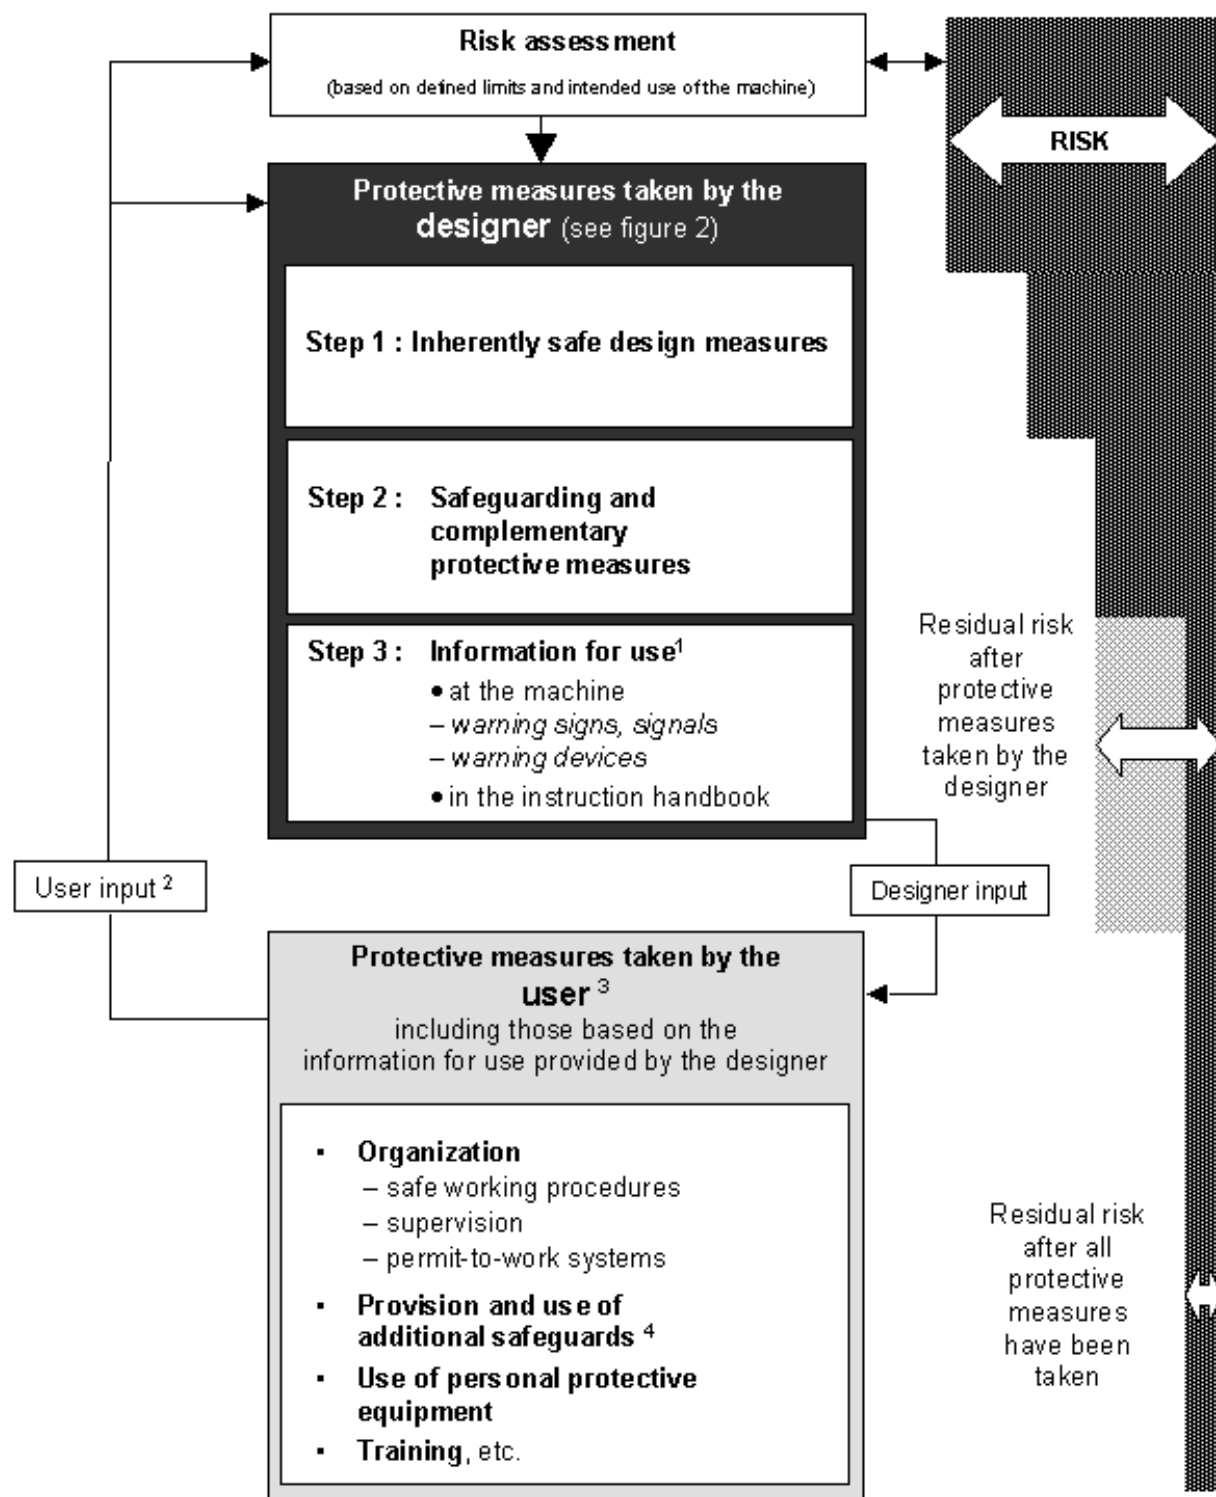 Risk assessment
(based on defined limits and intended use of the machine)
RISK
Protective measures taken by the
designer (see figure 2)
Step 1 : Inherently safe design measures
Step 2 : Safeguarding and
complementary
protective measures
Step 3 : Information for use¹
• at the machine
– warning signs, signals
– warning devices
• in the instruction handbook
Residual risk
after
protective
measures
taken by the
designer
User input ²
Designer input
Protective measures taken by the
user ³
including those based on the
information for use provided by the designer
▪ Organization
– safe working procedures
– supervision
– permit-to-work systems
▪ Provision and use of
additional safeguards ⁴
▪ Use of personal protective
equipment
▪ Training, etc.
Residual risk
after all
protective
measures
have been
taken